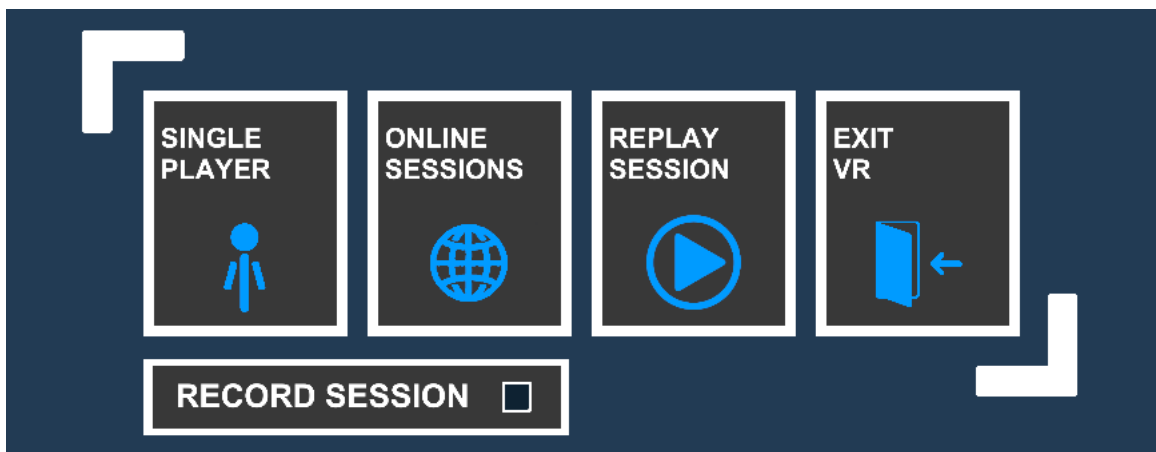 SINGLE
PLAYER
ONLINE
SESSIONS
REPLAY
SESSION
EXIT
VR
RECORD SESSION